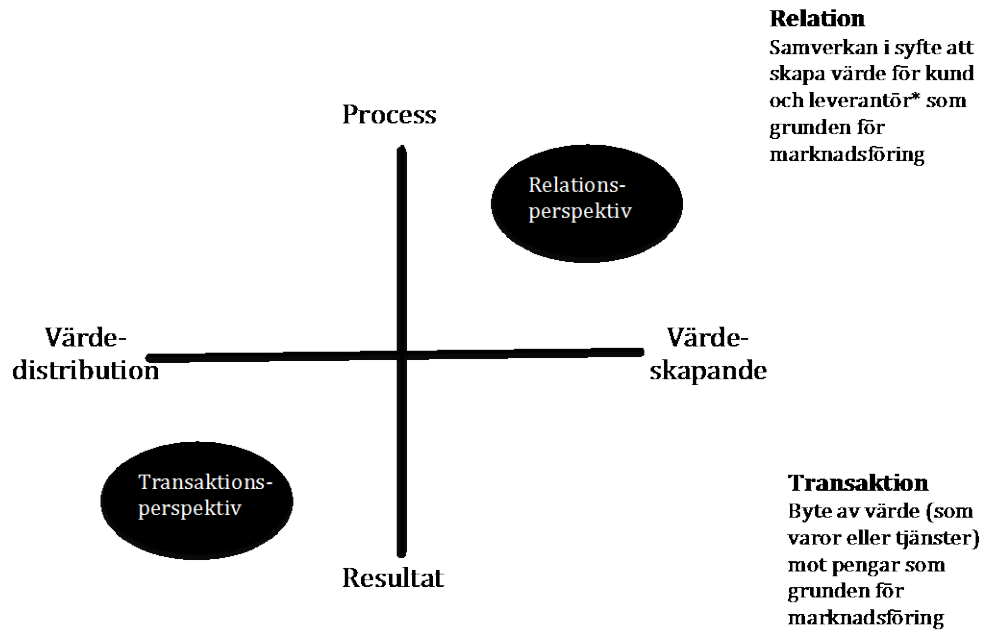 Relation
Samverkan i syfte att
skapa värde för kund
och leverantör* som
grunden för
marknadsföring
Process
Relations-
perspektiv
Värde-
distribution
Värde-
skapande
Transaktions-
perspektiv
Resultat
Transaktion
Byte av värde (som
varor eller tjänster)
mot pengar som
grunden för
marknadsföring